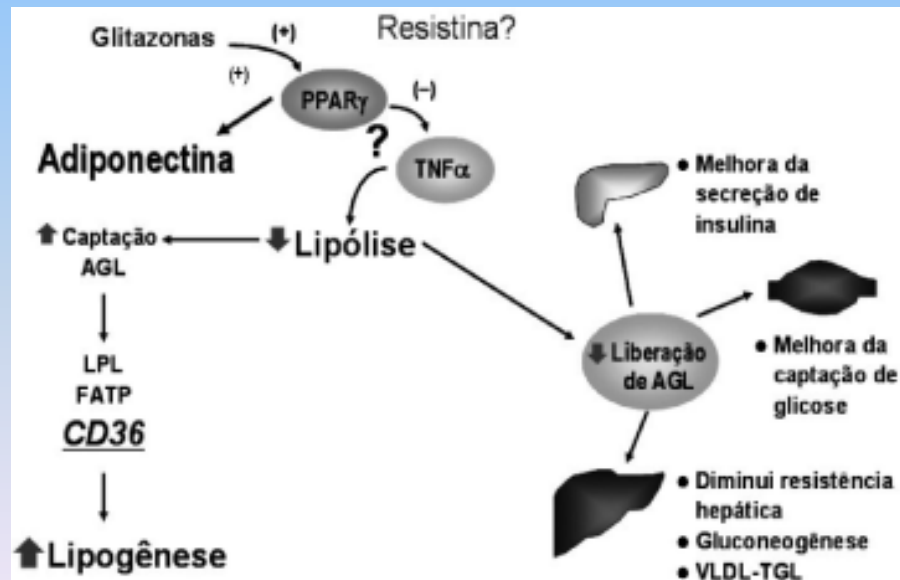 Glitazonas
(+)
Resistina?
(+)
PPARγ
(−)
?
Adiponectina
TNFα
Captação
AGL
Lipólise
Melhora da
secreção de
insulina
LPL
FATP
CD36
Liberação
de AGL
Melhora da
captação de
glicose
Lipogênese
Diminui resistência
hepática
Gluconeogênese
VLDL-TGL